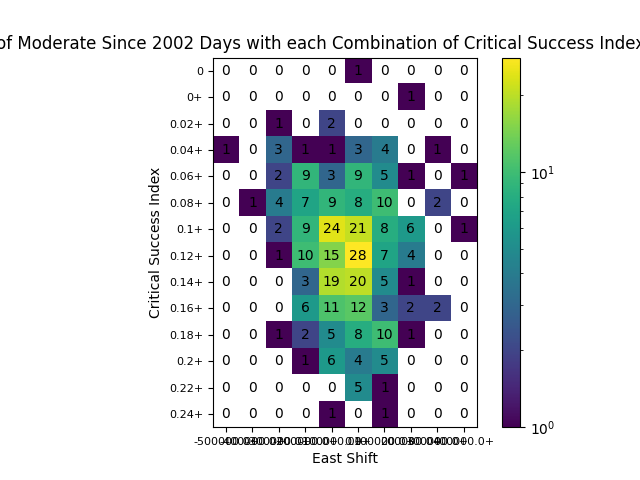 of Moderate Since 2002 Days with each Combination of Critical Success Index
0 0 0 0 0 0 1 0 0 0 0
0+ 0 0 0 0 0 0 0 1 0 0
0.02+ 0 0 1 0 2 0 0 0 0 0
0.04+ 1 0 3 1 1 3 4 0 1 0
0.06+ 0 0 2 9 3 9 5 1 0 1
0.08+ 0 1 4 7 9 8 10 0 2 0
0.1+ 0 0 2 9 24 21 8 6 0 1
0.12+ 0 0 1 10 15 28 7 4 0 0
0.14+ 0 0 0 3 19 20 5 1 0 0
0.16+ 0 0 0 6 11 12 3 2 2 0
0.18+ 0 0 1 2 5 8 10 1 0 0
0.2+ 0 0 0 1 6 4 5 0 0 0
0.22+ 0 0 0 0 0 5 1 0 0 0
0.24+ 0 0 0 0 1 0 1 0 0 0
East Shift
Critical Success Index
10¹
10⁰